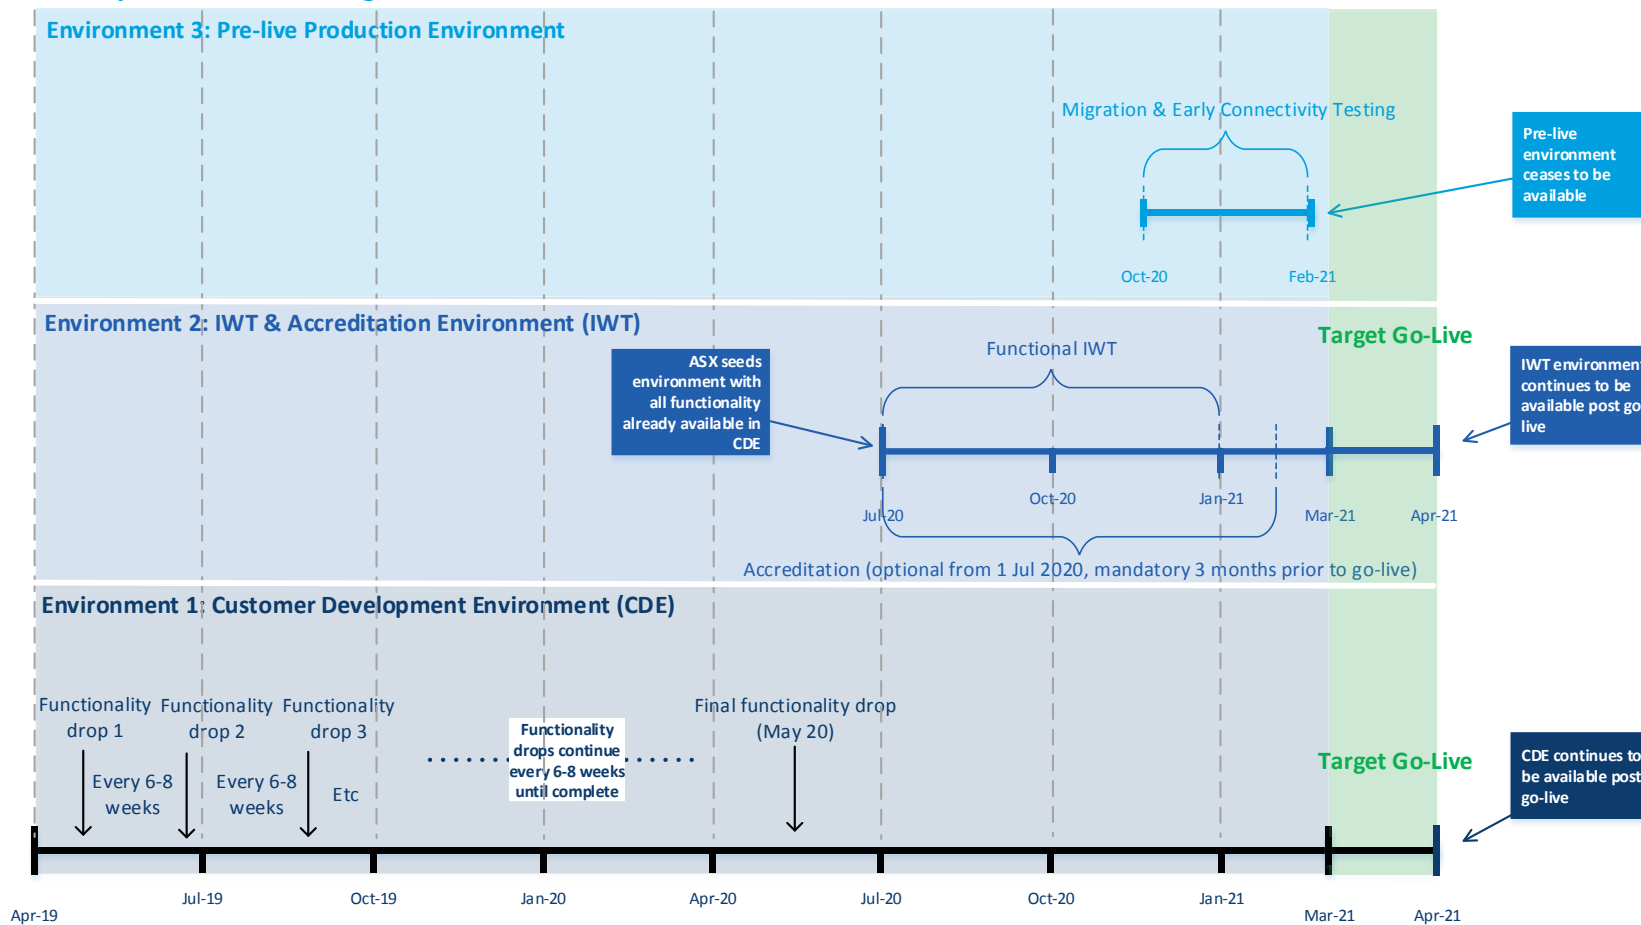 Environment 3: Pre-live Production Environment
Migration & Early Connectivity Testing
Pre-live
environment
ceases to be
available
Oct-20
Feb-21
Environment 2: IWT & Accreditation Environment (IWT)
Target Go-Live
ASX seeds
environment with
all functionality
already available in
CDE
Functional IWT
IWT environment
continues to be
available post go-
live
Jul-20
Oct-20
Jan-21
Mar-21
Apr-21
Accreditation (optional from 1 Jul 2020, mandatory 3 months prior to go-live)
Environment 1: Customer Development Environment (CDE)
Functionality
drop 1
Functionality
drop 2
Functionality
drop 3
Every 6-8
weeks
Every 6-8
weeks
Etc
Functionality
drops continue
every 6-8 weeks
until complete
Final functionality drop
(May 20)
Target Go-Live
CDE continues to
be available post
go-live
Apr-19
Jul-19
Oct-19
Jan-20
Apr-20
Jul-20
Oct-20
Jan-21
Mar-21
Apr-21